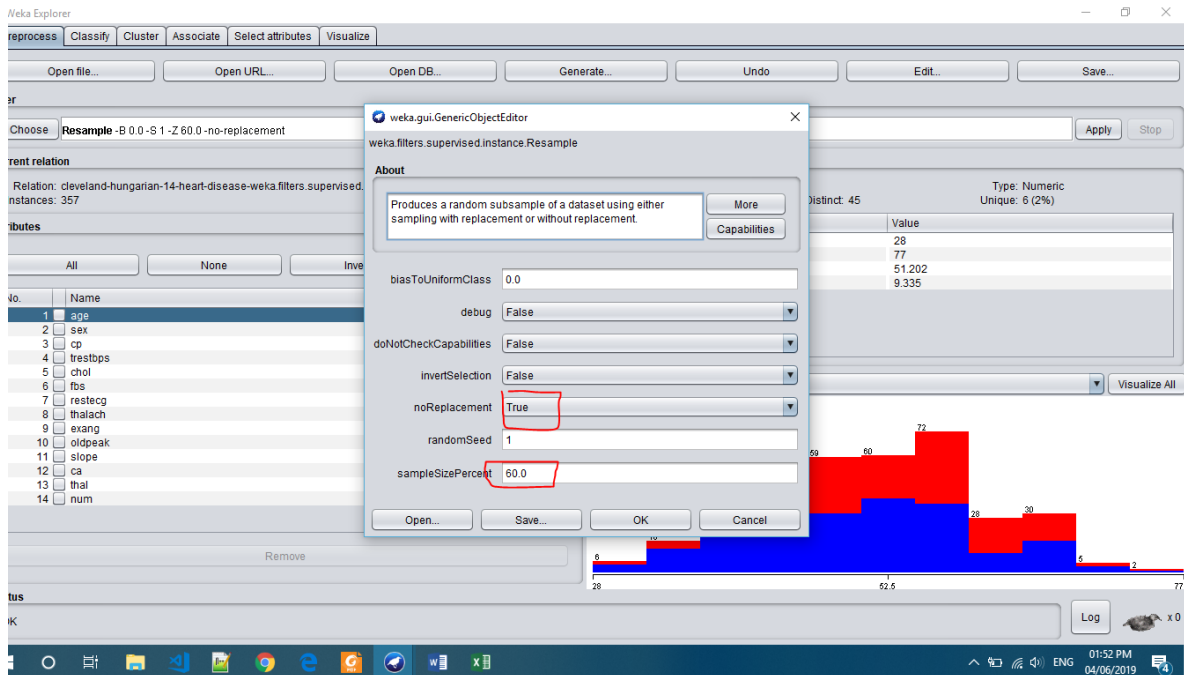 Weka Explorer
reprocess Classify Cluster Associate Select attributes Visualize
Open file... Open URL... Open DB... Generate... Undo Edit... Save...
er
Choose Resample -B 0.0 -S 1 -Z 60.0 -no-replacement Apply Stop
rrent relation
Relation: cleveland-hungarian-14-heart-disease-weka.filters.supervised.
nstances: 357
ributes
All None Inve
No. Name
1 age
2 sex
3 cp
4 trestbps
5 chol
6 fbs
7 restecg
8 thalach
9 exang
10 oldpeak
11 slope
12 ca
13 thal
14 num
Remove
weka.gui.GenericObjectEditor
weka.filters.supervised.instance.Resample
About
Produces a random subsample of a dataset using either
sampling with replacement or without replacement.
More
Capabilities
biasToUniformClass 0.0
debug False
doNotCheckCapabilities False
invertSelection False
noReplacement True
randomSeed 1
sampleSizePercent 60.0
Open... Save... OK Cancel
Type: Numeric
Distinct: 45 Unique: 6 (2%)
Value
28
77
51.202
9.335
Visualize All
72
59 60
28 30
6 5 2
28 52.5 77
tus
OK
Log x 0
ENG
01:52 PM
04/06/2019
4